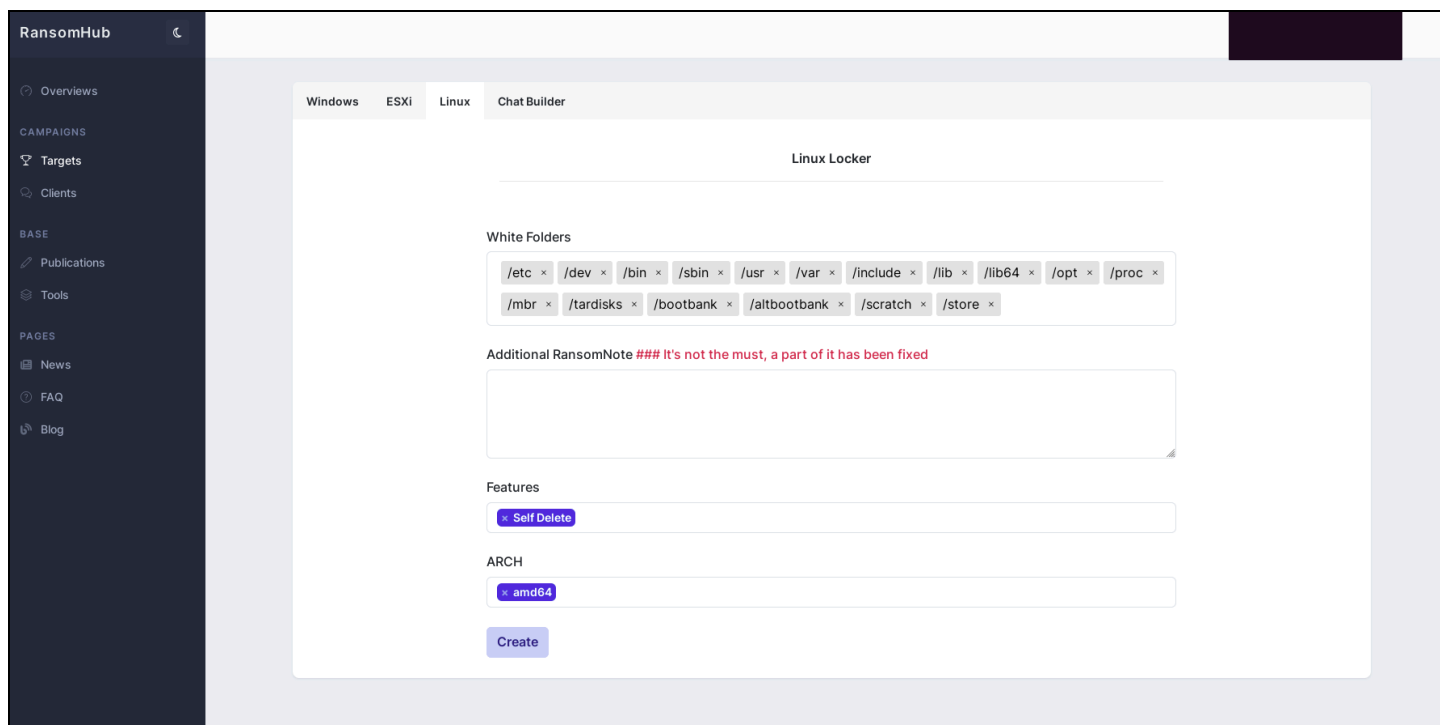 RansomHub
Overviews
CAMPAIGNS
Targets
Clients
BASE
Publications
Tools
PAGES
News
FAQ
Blog
Windows ESXi Linux Chat Builder
Linux Locker
White Folders
/etc × /dev × /bin × /sbin × /usr × /var × /include × /lib × /lib64 × /opt × /proc ×
/mbr × /tardisks × /bootbank × /altbootbank × /scratch × /store ×
Additional RansomNote ### It's not the must, a part of it has been fixed
Features
× Self Delete
ARCH
× amd64
Create